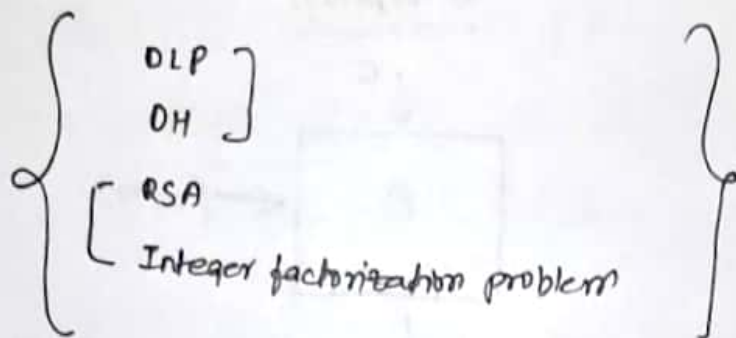 DLP
DH
RSA
Integer factorization problem